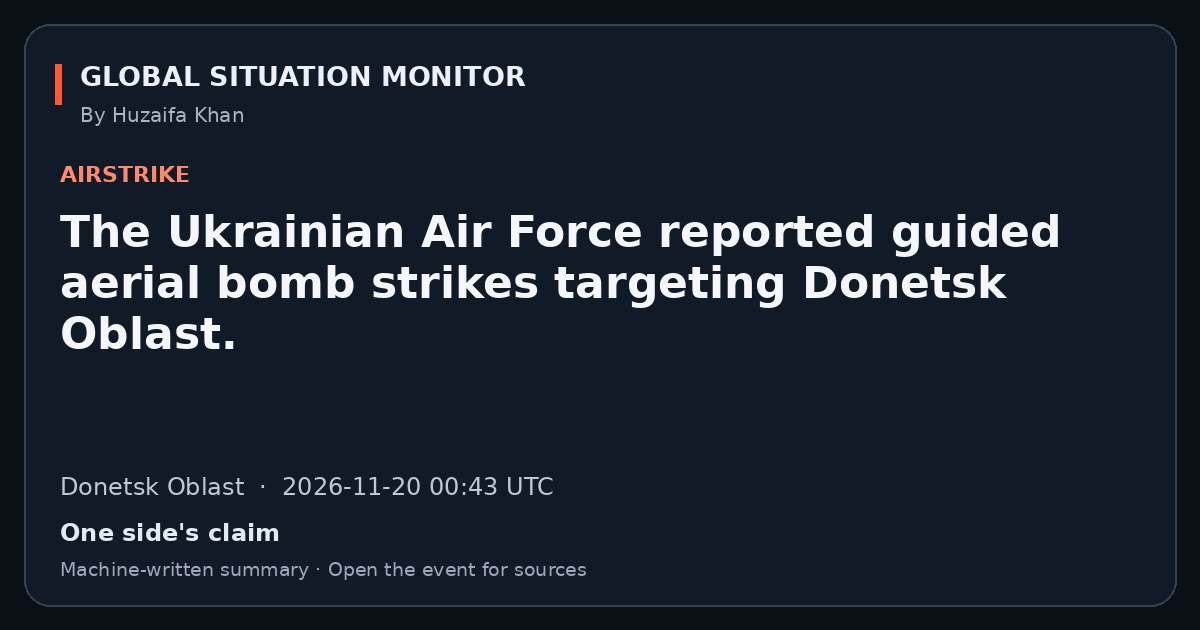 GLOBAL SITUATION MONITOR
By Huzaifa Khan
AIRSTRIKE
The Ukrainian Air Force reported guided
aerial bomb strikes targeting Donetsk
Oblast.
Donetsk Oblast · 2026-11-20 00:43 UTC
One side's claim
Machine-written summary · Open the event for sources